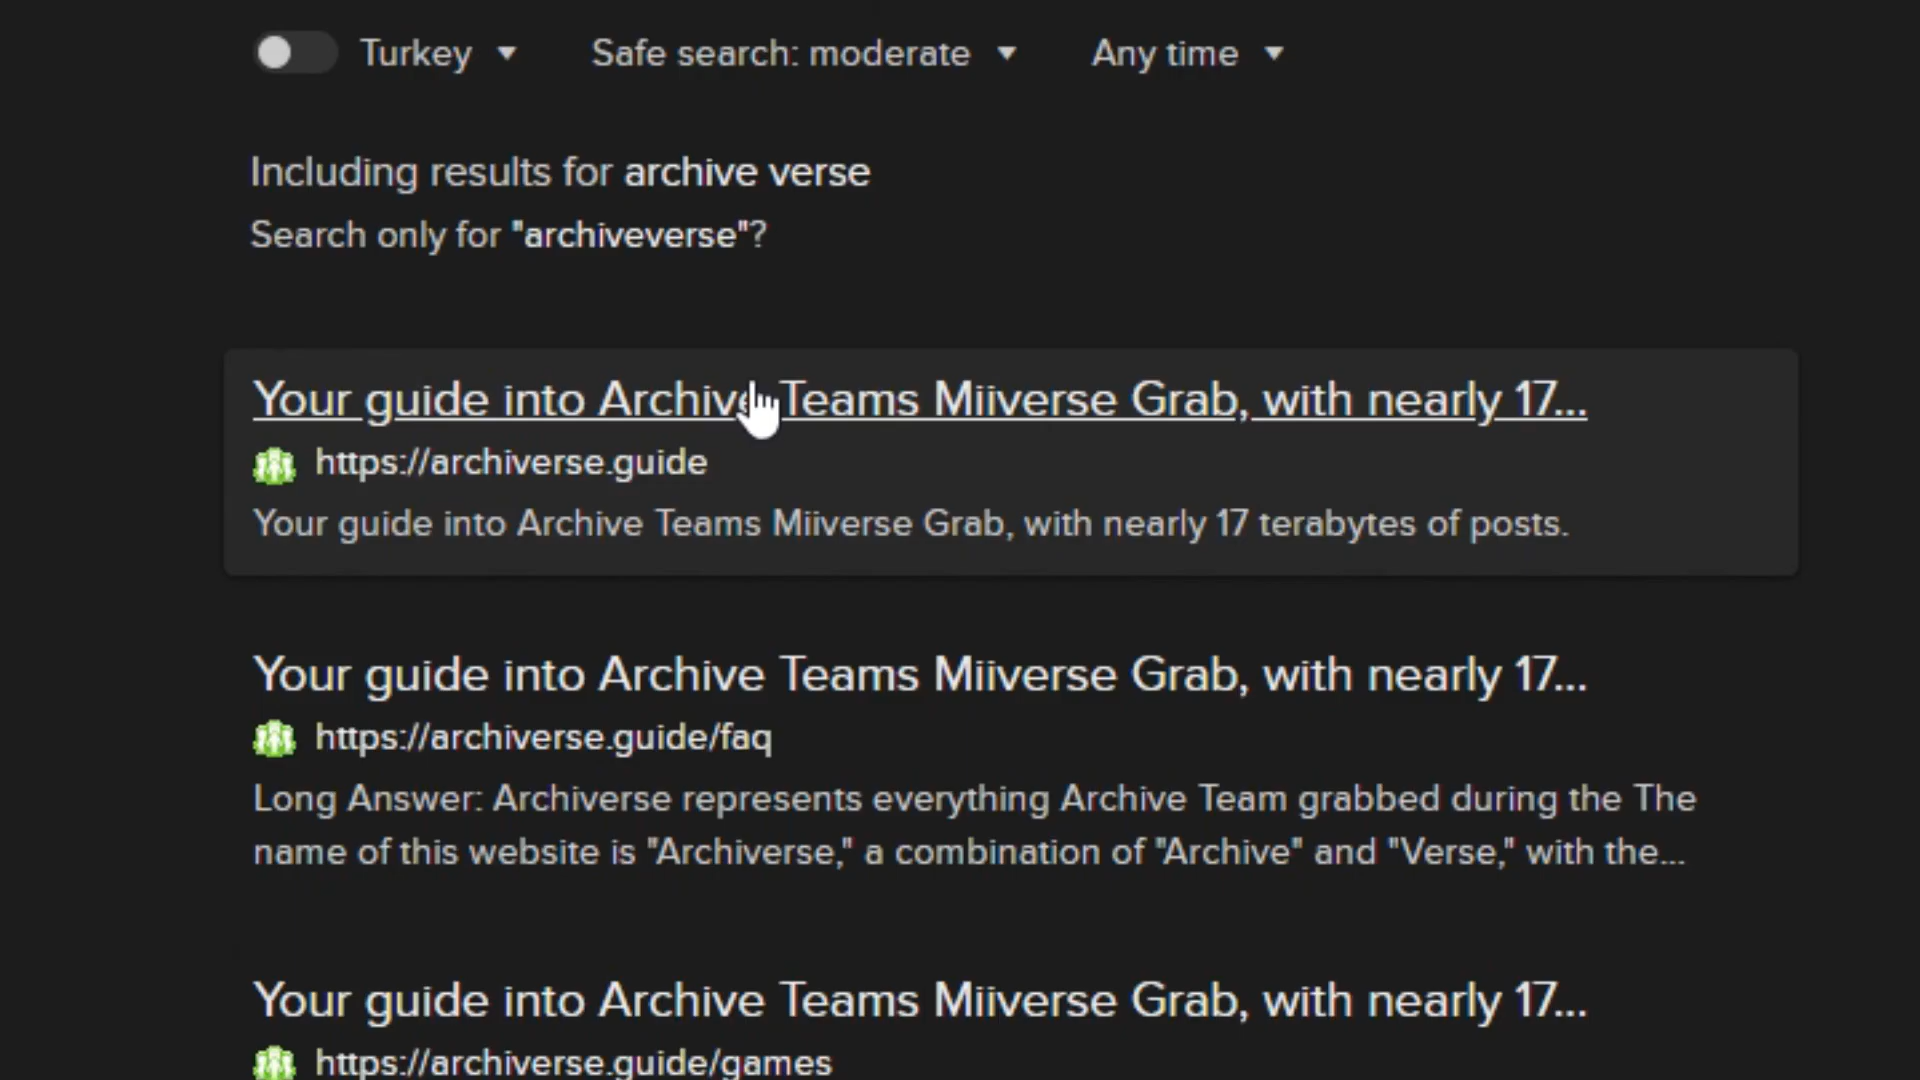 Turkey Safe search: moderate Any time
Including results for archive verse
Search only for "archiveverse"?
Your guide into Archive Teams Miiverse Grab, with nearly 17...
https://archiverse.guide
Your guide into Archive Teams Miiverse Grab, with nearly 17 terabytes of posts.
Your guide into Archive Teams Miiverse Grab, with nearly 17...
https://archiverse.guide/faq
Long Answer: Archiverse represents everything Archive Team grabbed during the The
name of this website is "Archiverse," a combination of "Archive" and "Verse," with the...
Your guide into Archive Teams Miiverse Grab, with nearly 17...
https://archiverse.guide/games